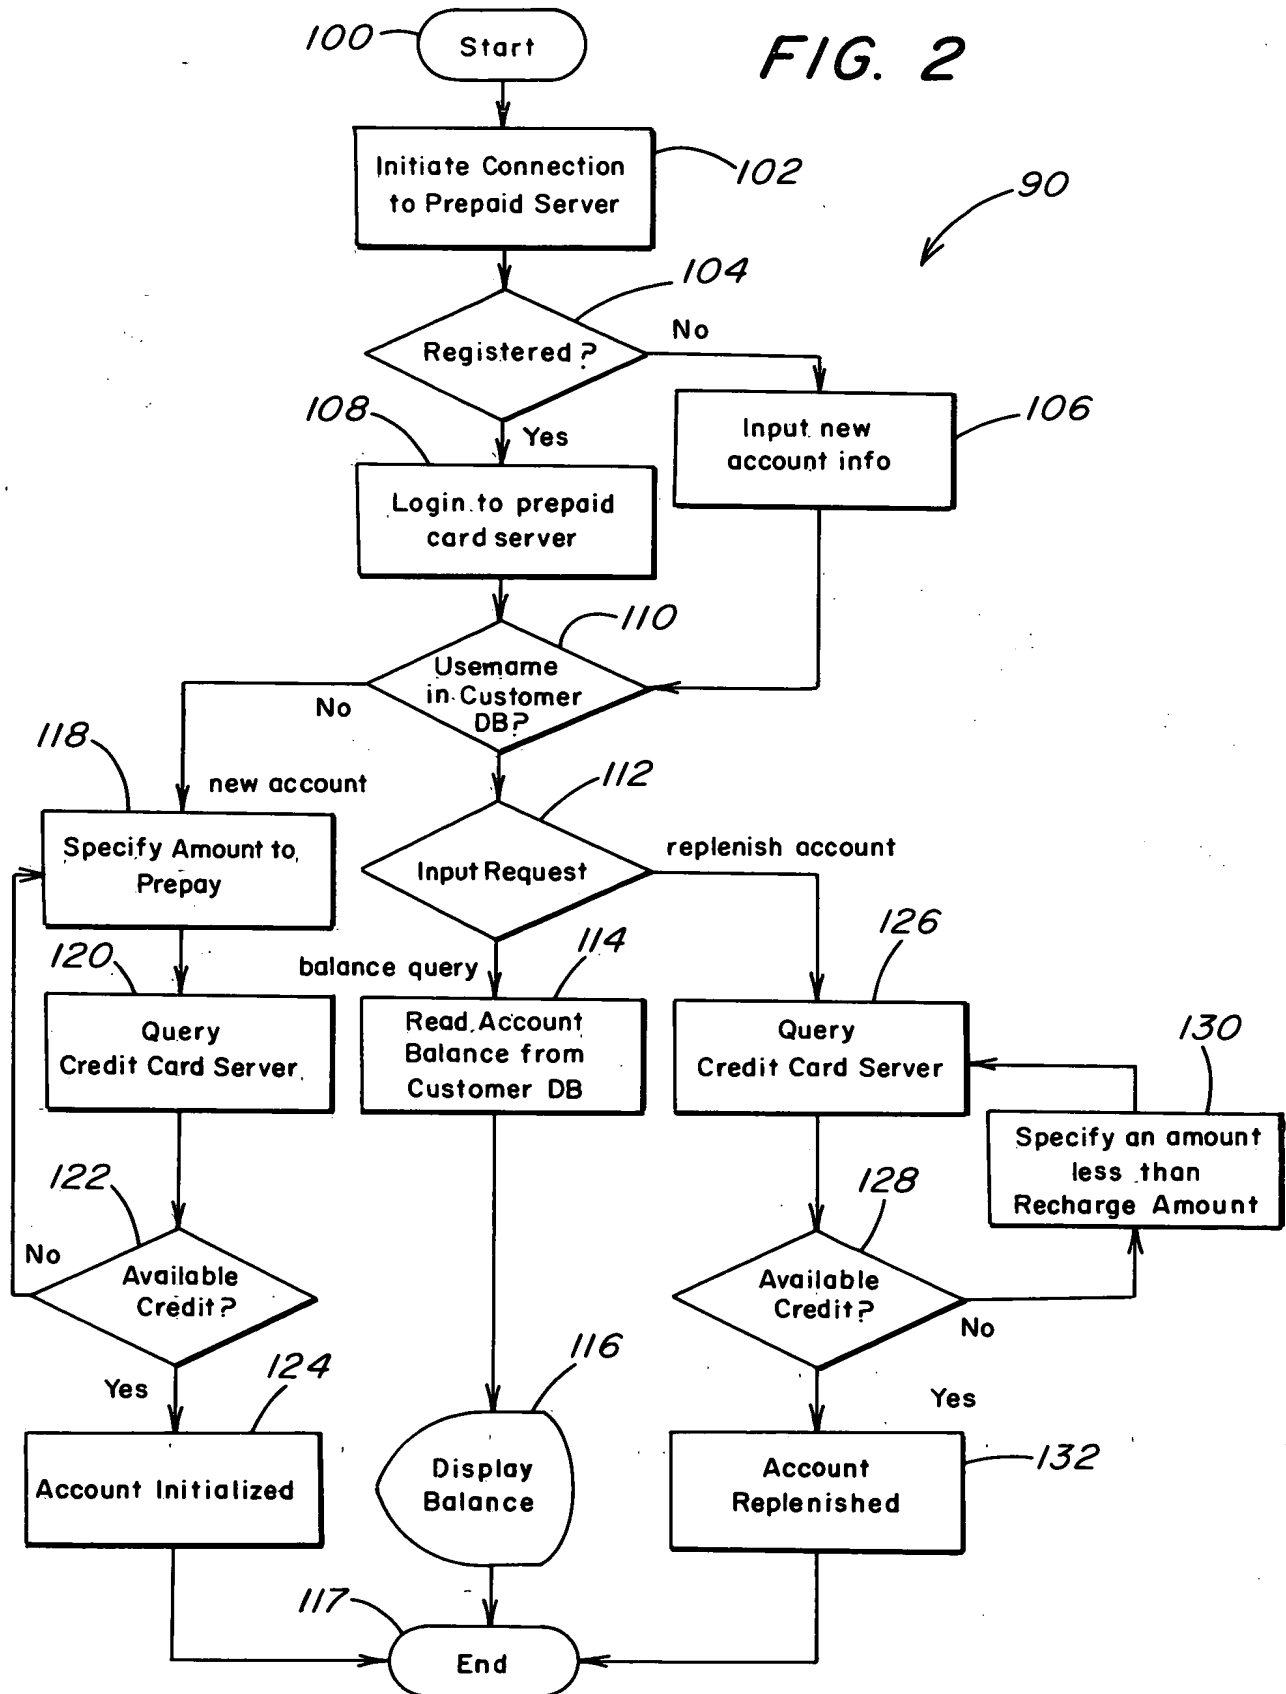 100
Start
FIG. 2
Initiate Connection
to Prepaid Server
102
90
104
Registered?
No
108
Yes
Input new
account info
106
Login to prepaid
card server
110
Username
in Customer
DB?
No
118
new account
112
Specify Amount to
Prepay
Input Request
replenish account
120
balance query
114
126
Query
Credit Card Server
Read Account
Balance from
Customer DB
Query
Credit Card Server
130
Specify an amount
less than
Recharge Amount
122
No
Available
Credit?
128
Available
Credit?
No
Yes
124
116
Yes
Account Initialized
Display
Balance
Account
Replenished
132
117
End